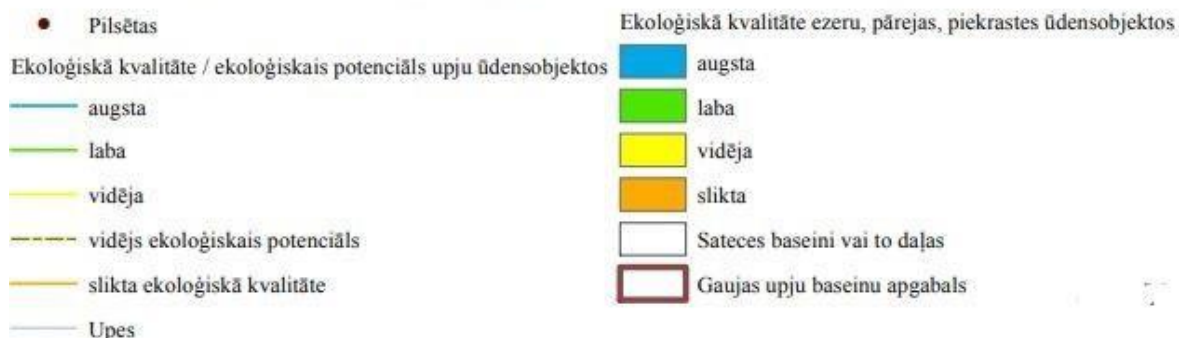 Pilsētas
Ekoloģiskā kvalitāte / ekoloģiskais potenciāls upju ūdensobjektos
augsta
laba
vidēja
vidējs ekoloģiskais potenciāls
slikta ekoloģiskā kvalitāte
Upes
Ekoloģiskā kvalitāte ezeru, pārejas, piekrastes ūdensobjektos
augsta
laba
vidēja
slikta
Sateces baseini vai to daļas
Gaujas upju baseinu apgabals